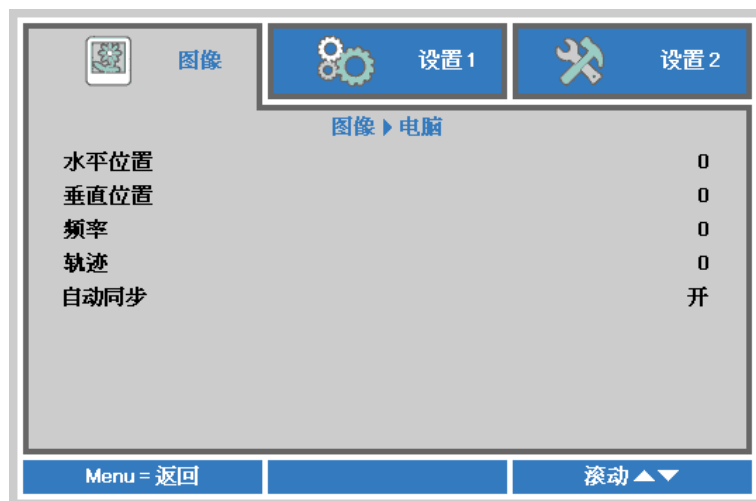 图像 设置1 设置2
图像 电脑
水平位置 0
垂直位置 0
频率 0
轨迹 0
自动同步 开
Menu = 返回 滚动